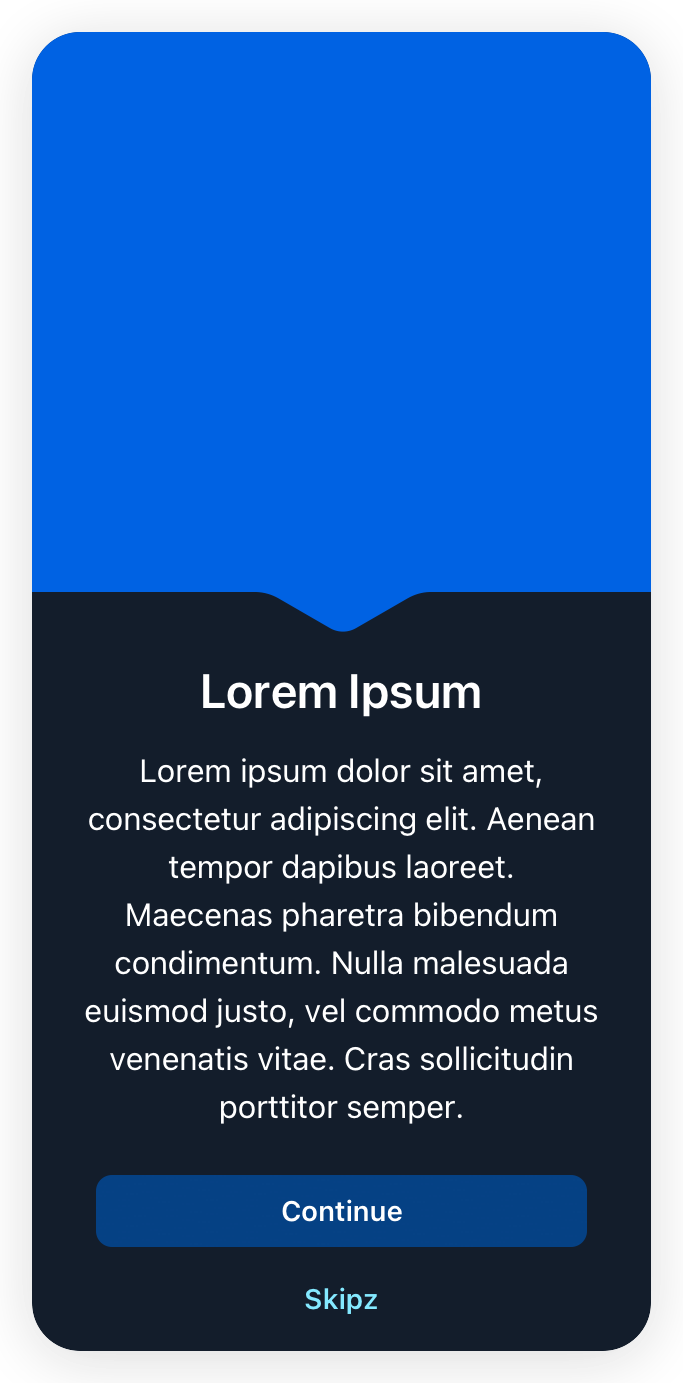 Lorem Ipsum
Lorem ipsum dolor sit amet,
consectetur adipiscing elit. Aenean
tempor dapibus laoreet.
Maecenas pharetra bibendum
condimentum. Nulla malesuada
euismod justo, vel commodo metus
venenatis vitae. Cras sollicitudin
porttitor semper.
Continue
Skipz